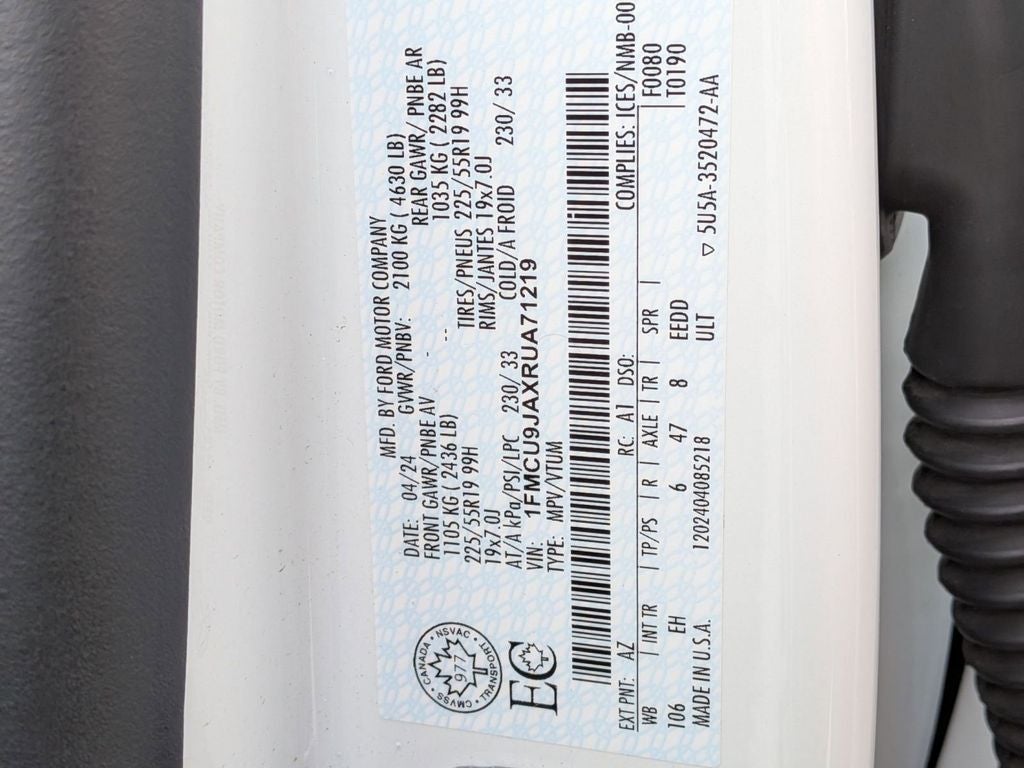 MFD. BY FORD MOTOR COMPANY
DATE: 04/24 GVWR/PNBV: 2100 KG ( 4630 LB)
FRONT GAWR/PNBE AV REAR GAWR/ PNBE AR
1105 KG ( 2436 LB) 1035 KG ( 2282 LB)
225/55R19 99H TIRES/PNEUS 225/55R19 99H
19x7.0J RIMS/JANTES 19x7.0J
AT/A kPa/PSI/LPC 230/ 33 COLD/A FROID 230/ 33
VIN: 1FMCU9JAXRUA71219
TYPE: MPV/VTUM
CANADA • NSVAC • TRANSPORT • CMVSS
977
EC
EXT PNT: AZ RC: A1 DSO: COMPLIES: ICES/NMB-00
WB INT TR TP/PS R AXLE TR SPR F0080
106 EH 6 47 8 EEDD T0190
MADE IN U.S.A. 120240405218 ULT ▽ 5U5A-3520472-AA